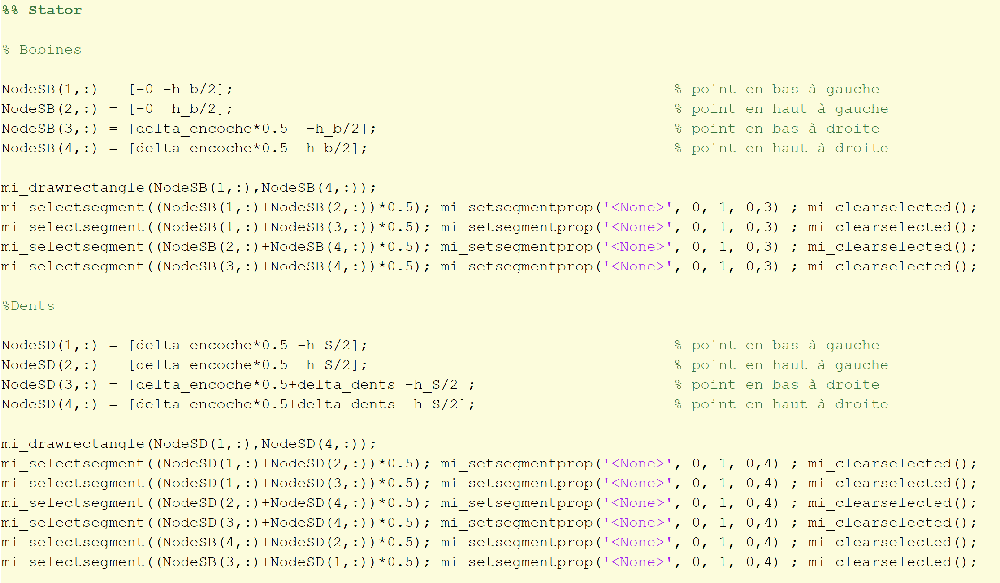 %% Stator
% Bobines
NodeSB(1,:) = [-0 -h_b/2]; % point en bas à gauche
NodeSB(2,:) = [-0  h_b/2]; % point en haut à gauche
NodeSB(3,:) = [delta_encoche*0.5  -h_b/2]; % point en bas à droite
NodeSB(4,:) = [delta_encoche*0.5  h_b/2]; % point en haut à droite
mi_drawrectangle(NodeSB(1,:),NodeSB(4,:));
mi_selectsegment((NodeSB(1,:)+NodeSB(2,:))*0.5); mi_setsegmentprop('<None>', 0, 1, 0,3) ; mi_clearselected();
mi_selectsegment((NodeSB(1,:)+NodeSB(3,:))*0.5); mi_setsegmentprop('<None>', 0, 1, 0,3) ; mi_clearselected();
mi_selectsegment((NodeSB(2,:)+NodeSB(4,:))*0.5); mi_setsegmentprop('<None>', 0, 1, 0,3) ; mi_clearselected();
mi_selectsegment((NodeSB(3,:)+NodeSB(4,:))*0.5); mi_setsegmentprop('<None>', 0, 1, 0,3) ; mi_clearselected();
%Dents
NodeSD(1,:) = [delta_encoche*0.5 -h_S/2]; % point en bas à gauche
NodeSD(2,:) = [delta_encoche*0.5  h_S/2]; % point en haut à gauche
NodeSD(3,:) = [delta_encoche*0.5+delta_dents -h_S/2]; % point en bas à droite
NodeSD(4,:) = [delta_encoche*0.5+delta_dents  h_S/2]; % point en haut à droite
mi_drawrectangle(NodeSD(1,:),NodeSD(4,:));
mi_selectsegment((NodeSD(1,:)+NodeSD(2,:))*0.5); mi_setsegmentprop('<None>', 0, 1, 0,4) ; mi_clearselected();
mi_selectsegment((NodeSD(1,:)+NodeSD(3,:))*0.5); mi_setsegmentprop('<None>', 0, 1, 0,4) ; mi_clearselected();
mi_selectsegment((NodeSD(2,:)+NodeSD(4,:))*0.5); mi_setsegmentprop('<None>', 0, 1, 0,4) ; mi_clearselected();
mi_selectsegment((NodeSD(3,:)+NodeSD(4,:))*0.5); mi_setsegmentprop('<None>', 0, 1, 0,4) ; mi_clearselected();
mi_selectsegment((NodeSB(4,:)+NodeSD(2,:))*0.5); mi_setsegmentprop('<None>', 0, 1, 0,4) ; mi_clearselected();
mi_selectsegment((NodeSB(3,:)+NodeSD(1,:))*0.5); mi_setsegmentprop('<None>', 0, 1, 0,4) ; mi_clearselected();